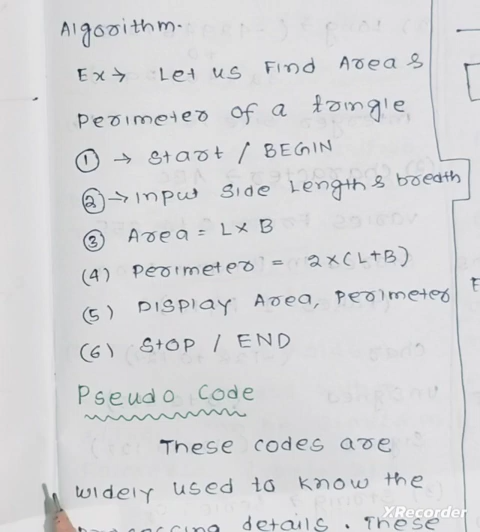 Algorithm.
Ex → Let us Find Area &
Perimeter of a tringle
① → Start / BEGIN
② → Input Side Length & breadth
③ Area = L × B
(4) Perimeter = 2×(L+B)
(5) DISPLAY Area, Perimeter
(6) STOP / END
Pseudo Code
These codes are
widely used to know the
details. These
XRecorder